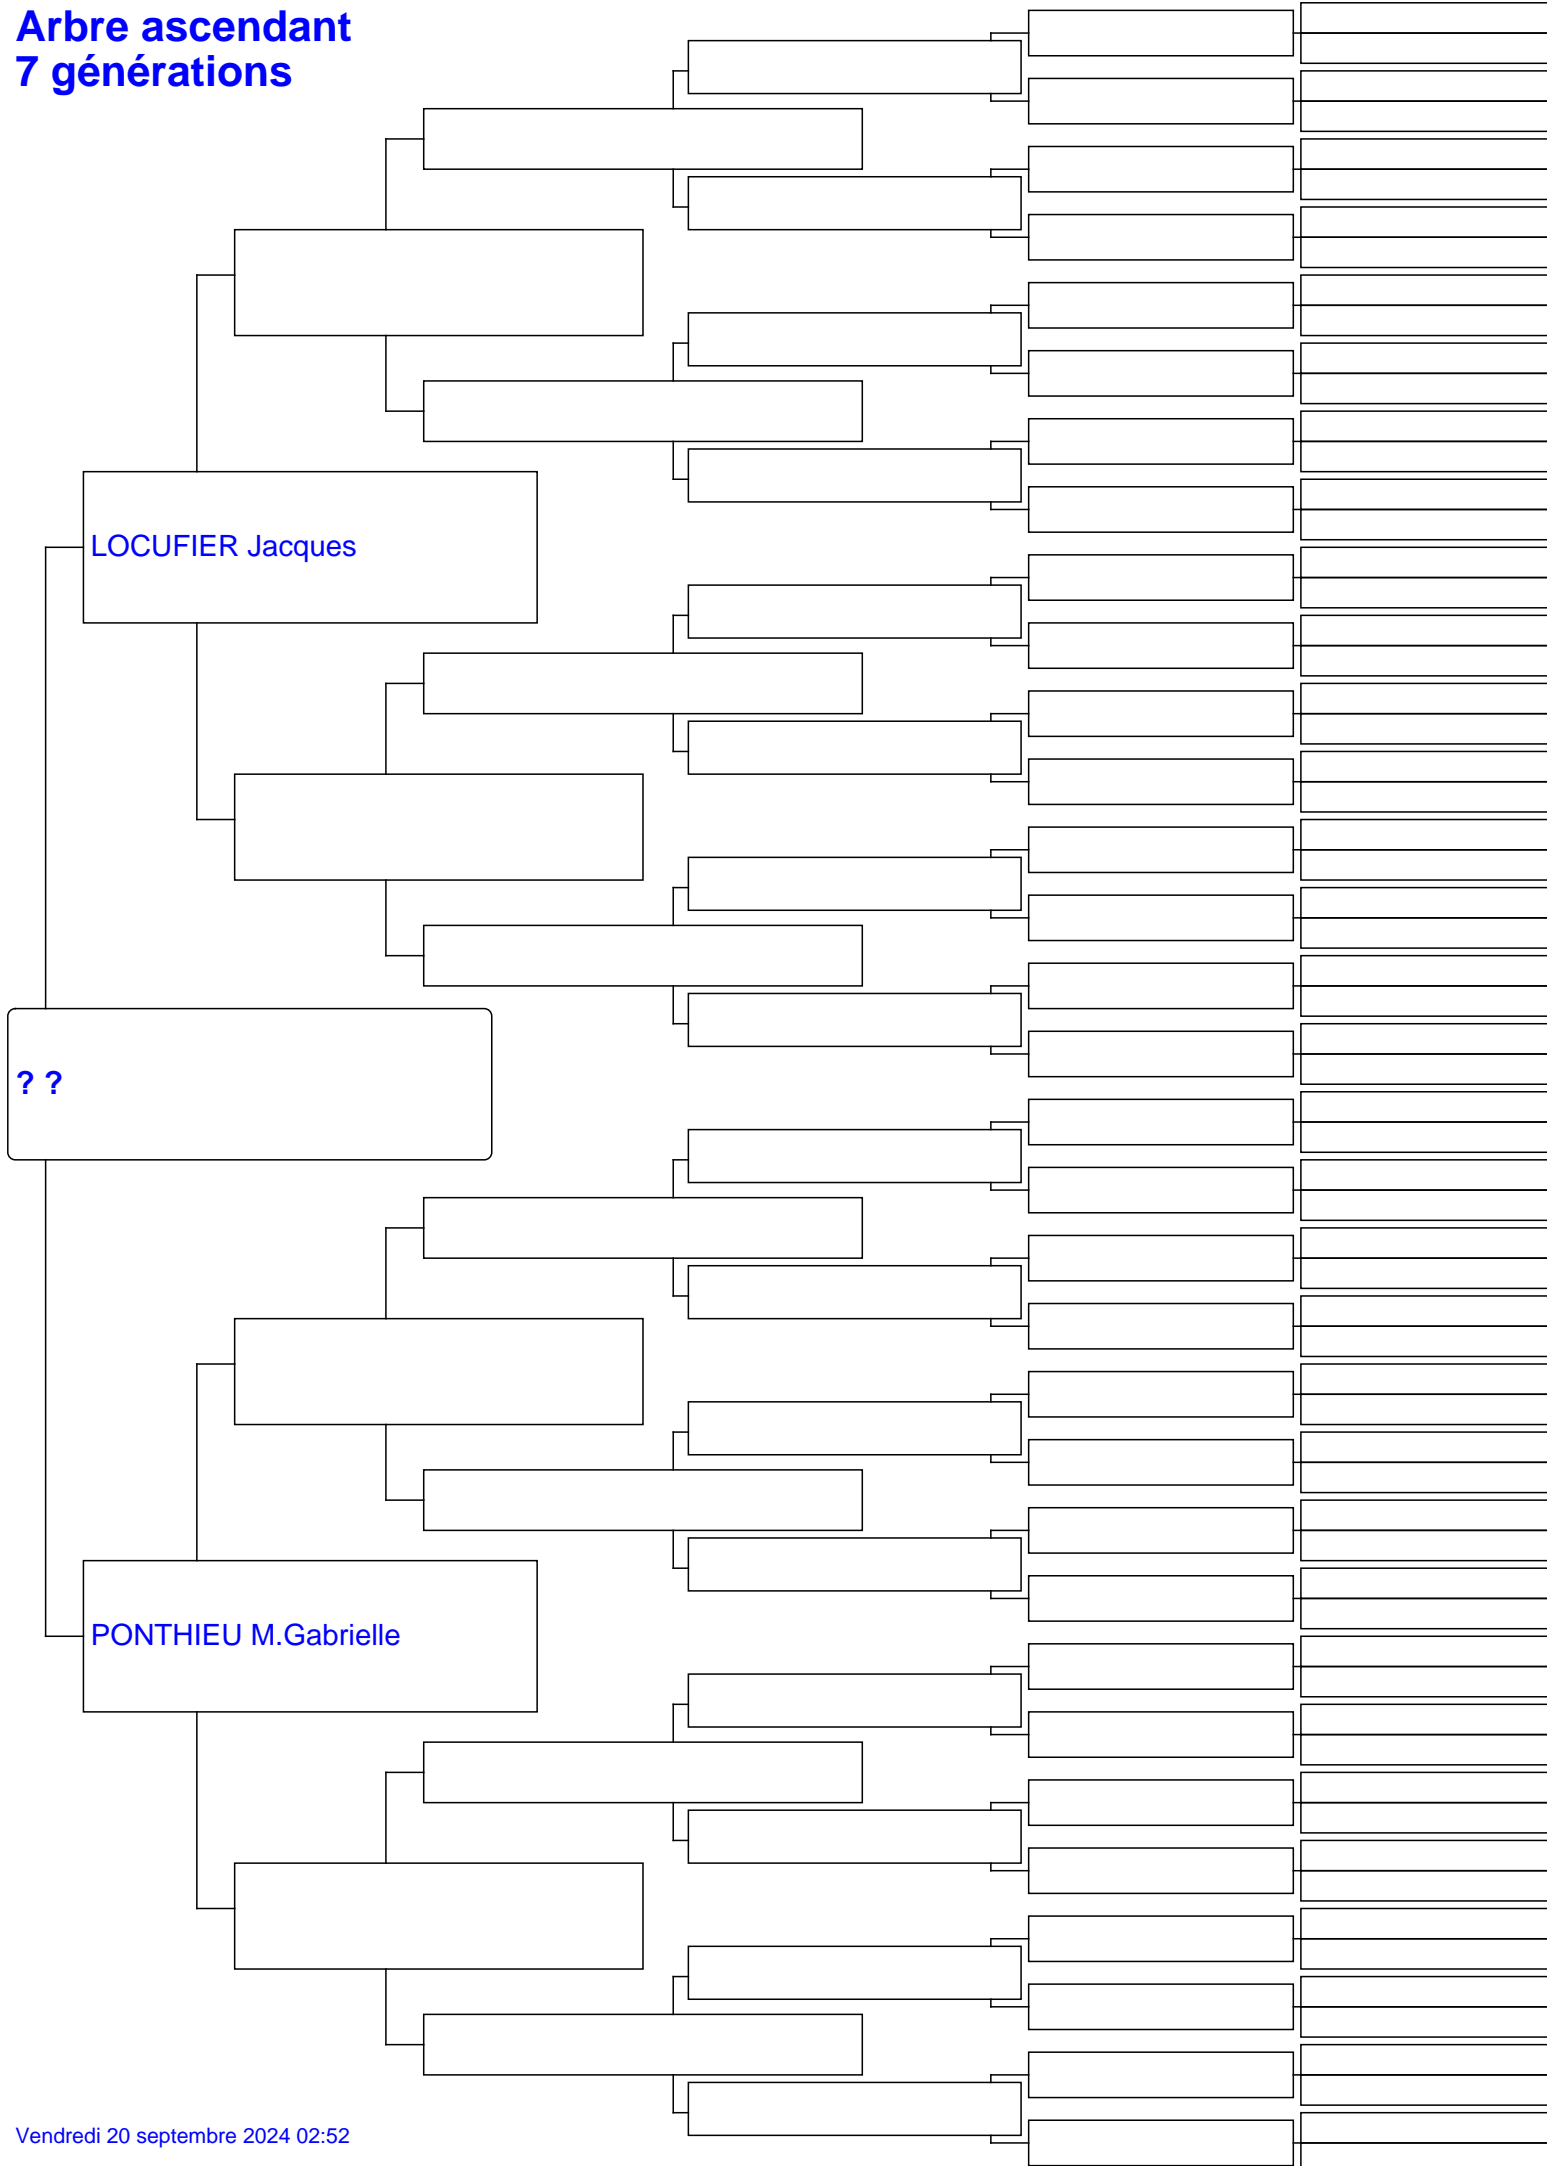 Arbre ascendant
7 générations
LOCUFIER Jacques
? ?
PONTHIEU M.Gabrielle
Vendredi 20 septembre 2024 02:52